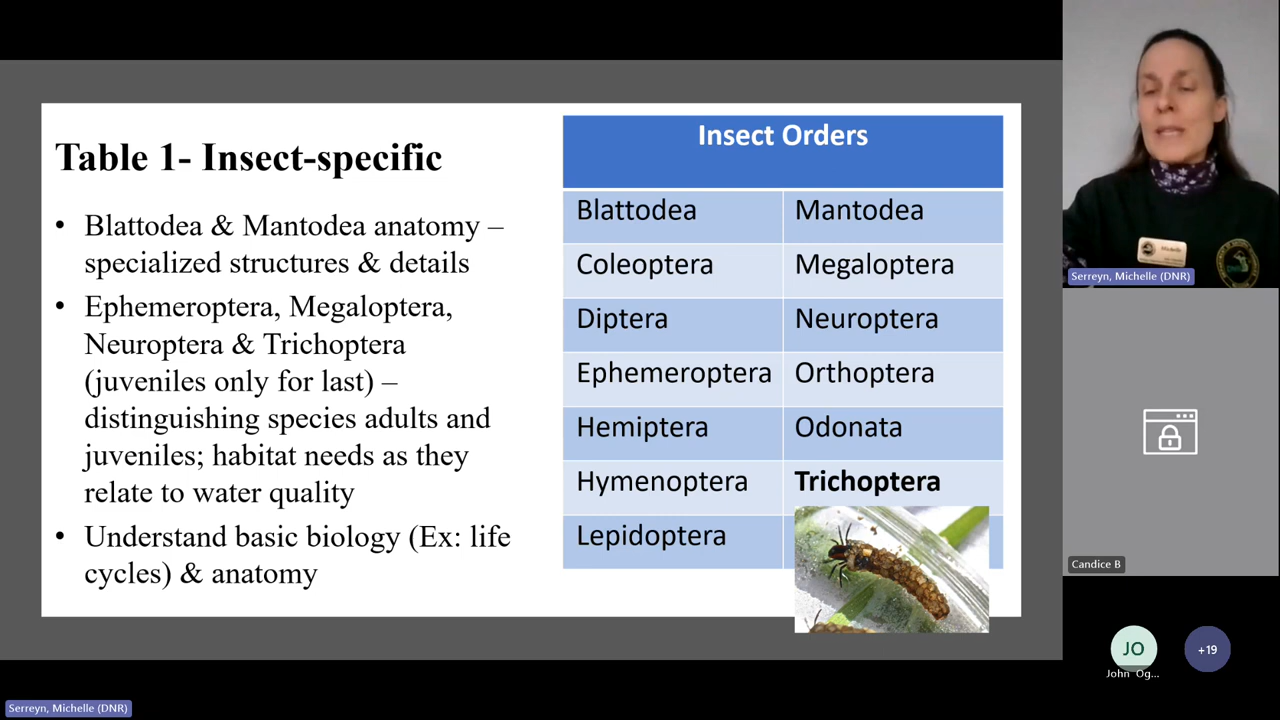 Table 1- Insect-specific
• Blattodea & Mantodea anatomy –
specialized structures & details
• Ephemeroptera, Megaloptera,
Neuroptera & Trichoptera
(juveniles only for last) –
distinguishing species adults and
juveniles; habitat needs as they
relate to water quality
• Understand basic biology (Ex: life
cycles) & anatomy
Insect Orders
Blattodea Mantodea
Coleoptera Megaloptera
Diptera Neuroptera
Ephemeroptera Orthoptera
Hemiptera Odonata
Hymenoptera Trichoptera
Lepidoptera
Michelle
Serreyn, Michelle (DNR)
Candice B
JO
+19
John Og...
Serreyn, Michelle (DNR)